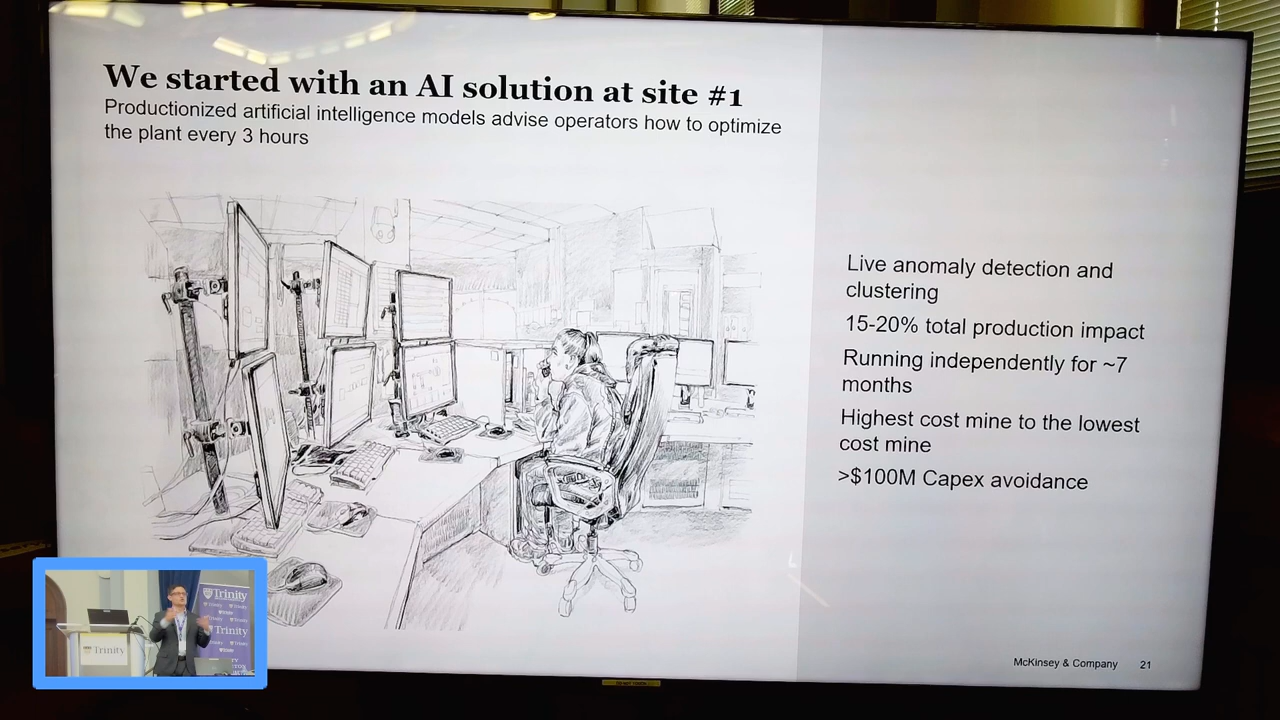 We started with an AI solution at site #1
Productionized artificial intelligence models advise operators how to optimize
the plant every 3 hours
Live anomaly detection and
clustering
15-20% total production impact
Running independently for ~7
months
Highest cost mine to the lowest
cost mine
>$100M Capex avoidance
McKinsey & Company 21
Trinity
Trinity
Trinity